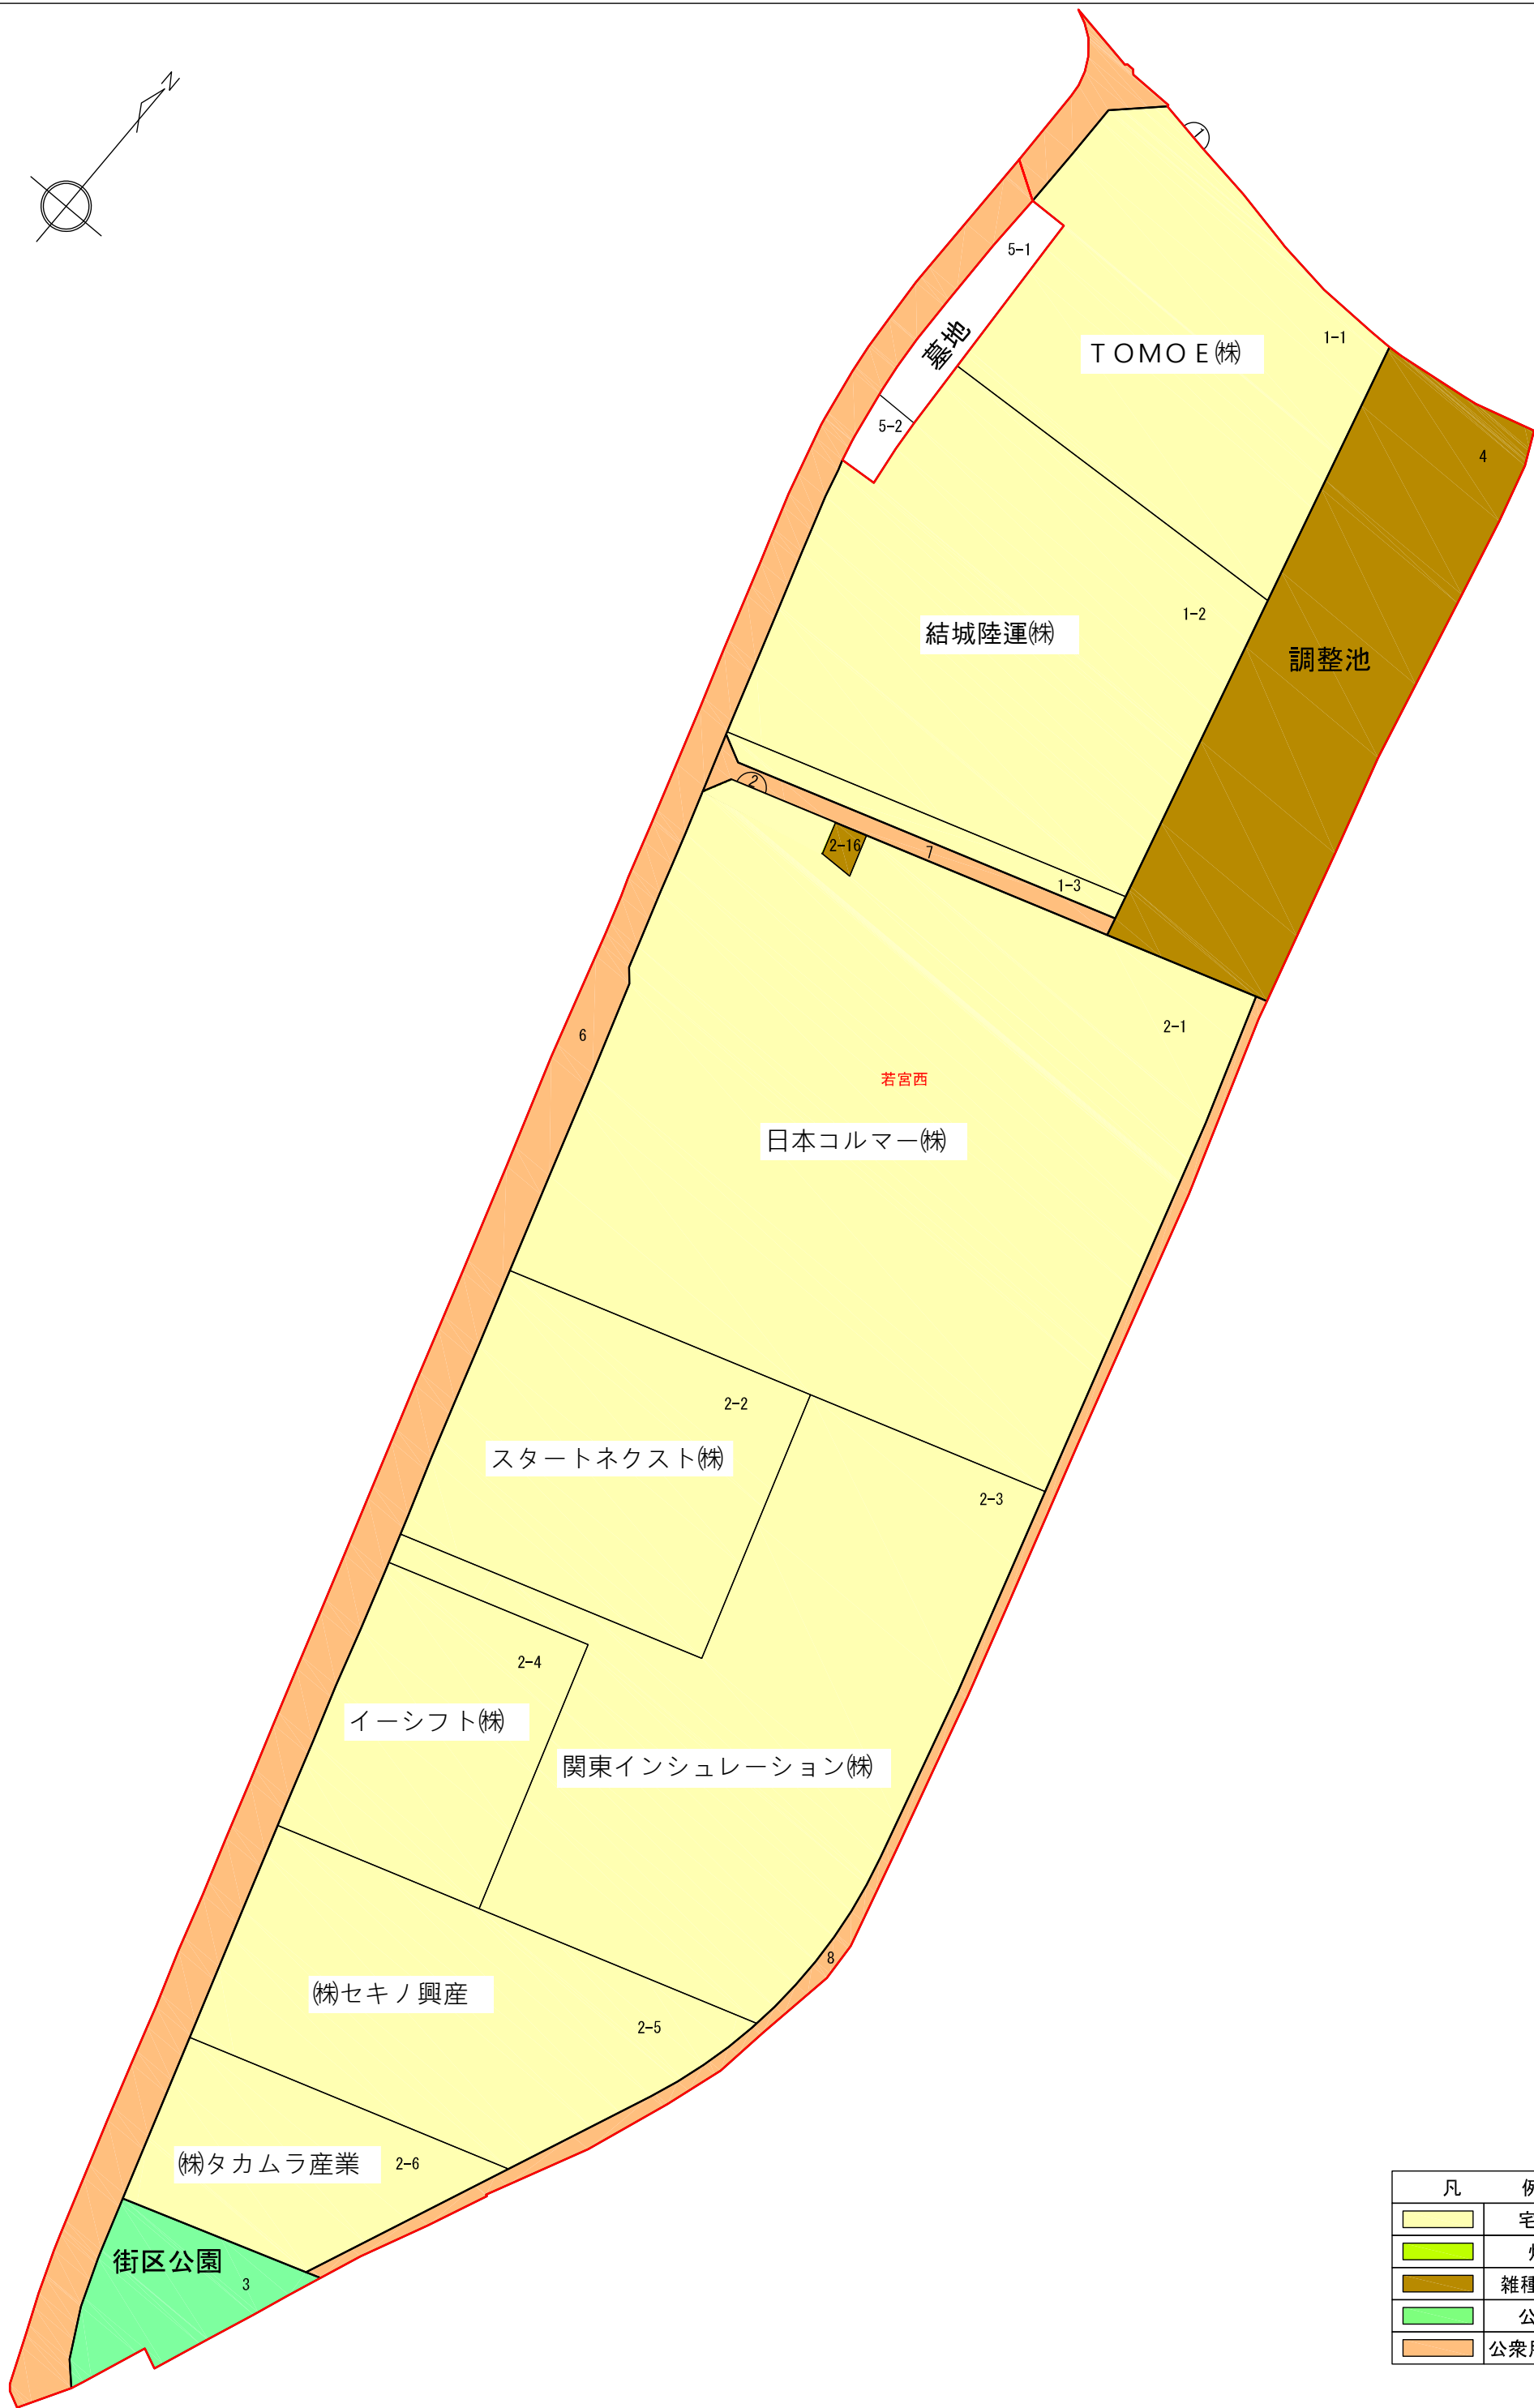 N
1
5-1
墓地
1-1
TOMOE㈱
5-2
4
1-2
結城陸運㈱
調整池
2
2-16
7
1-3
2-1
6
若宮西
日本コルマー㈱
2-2
スタートネクスト㈱
2-3
2-4
イーシフト㈱
関東インシュレーション㈱
8
㈱セキノ興産
2-5
㈱タカムラ産業
2-6
街区公園
3
凡
宅
雑種
公
公衆